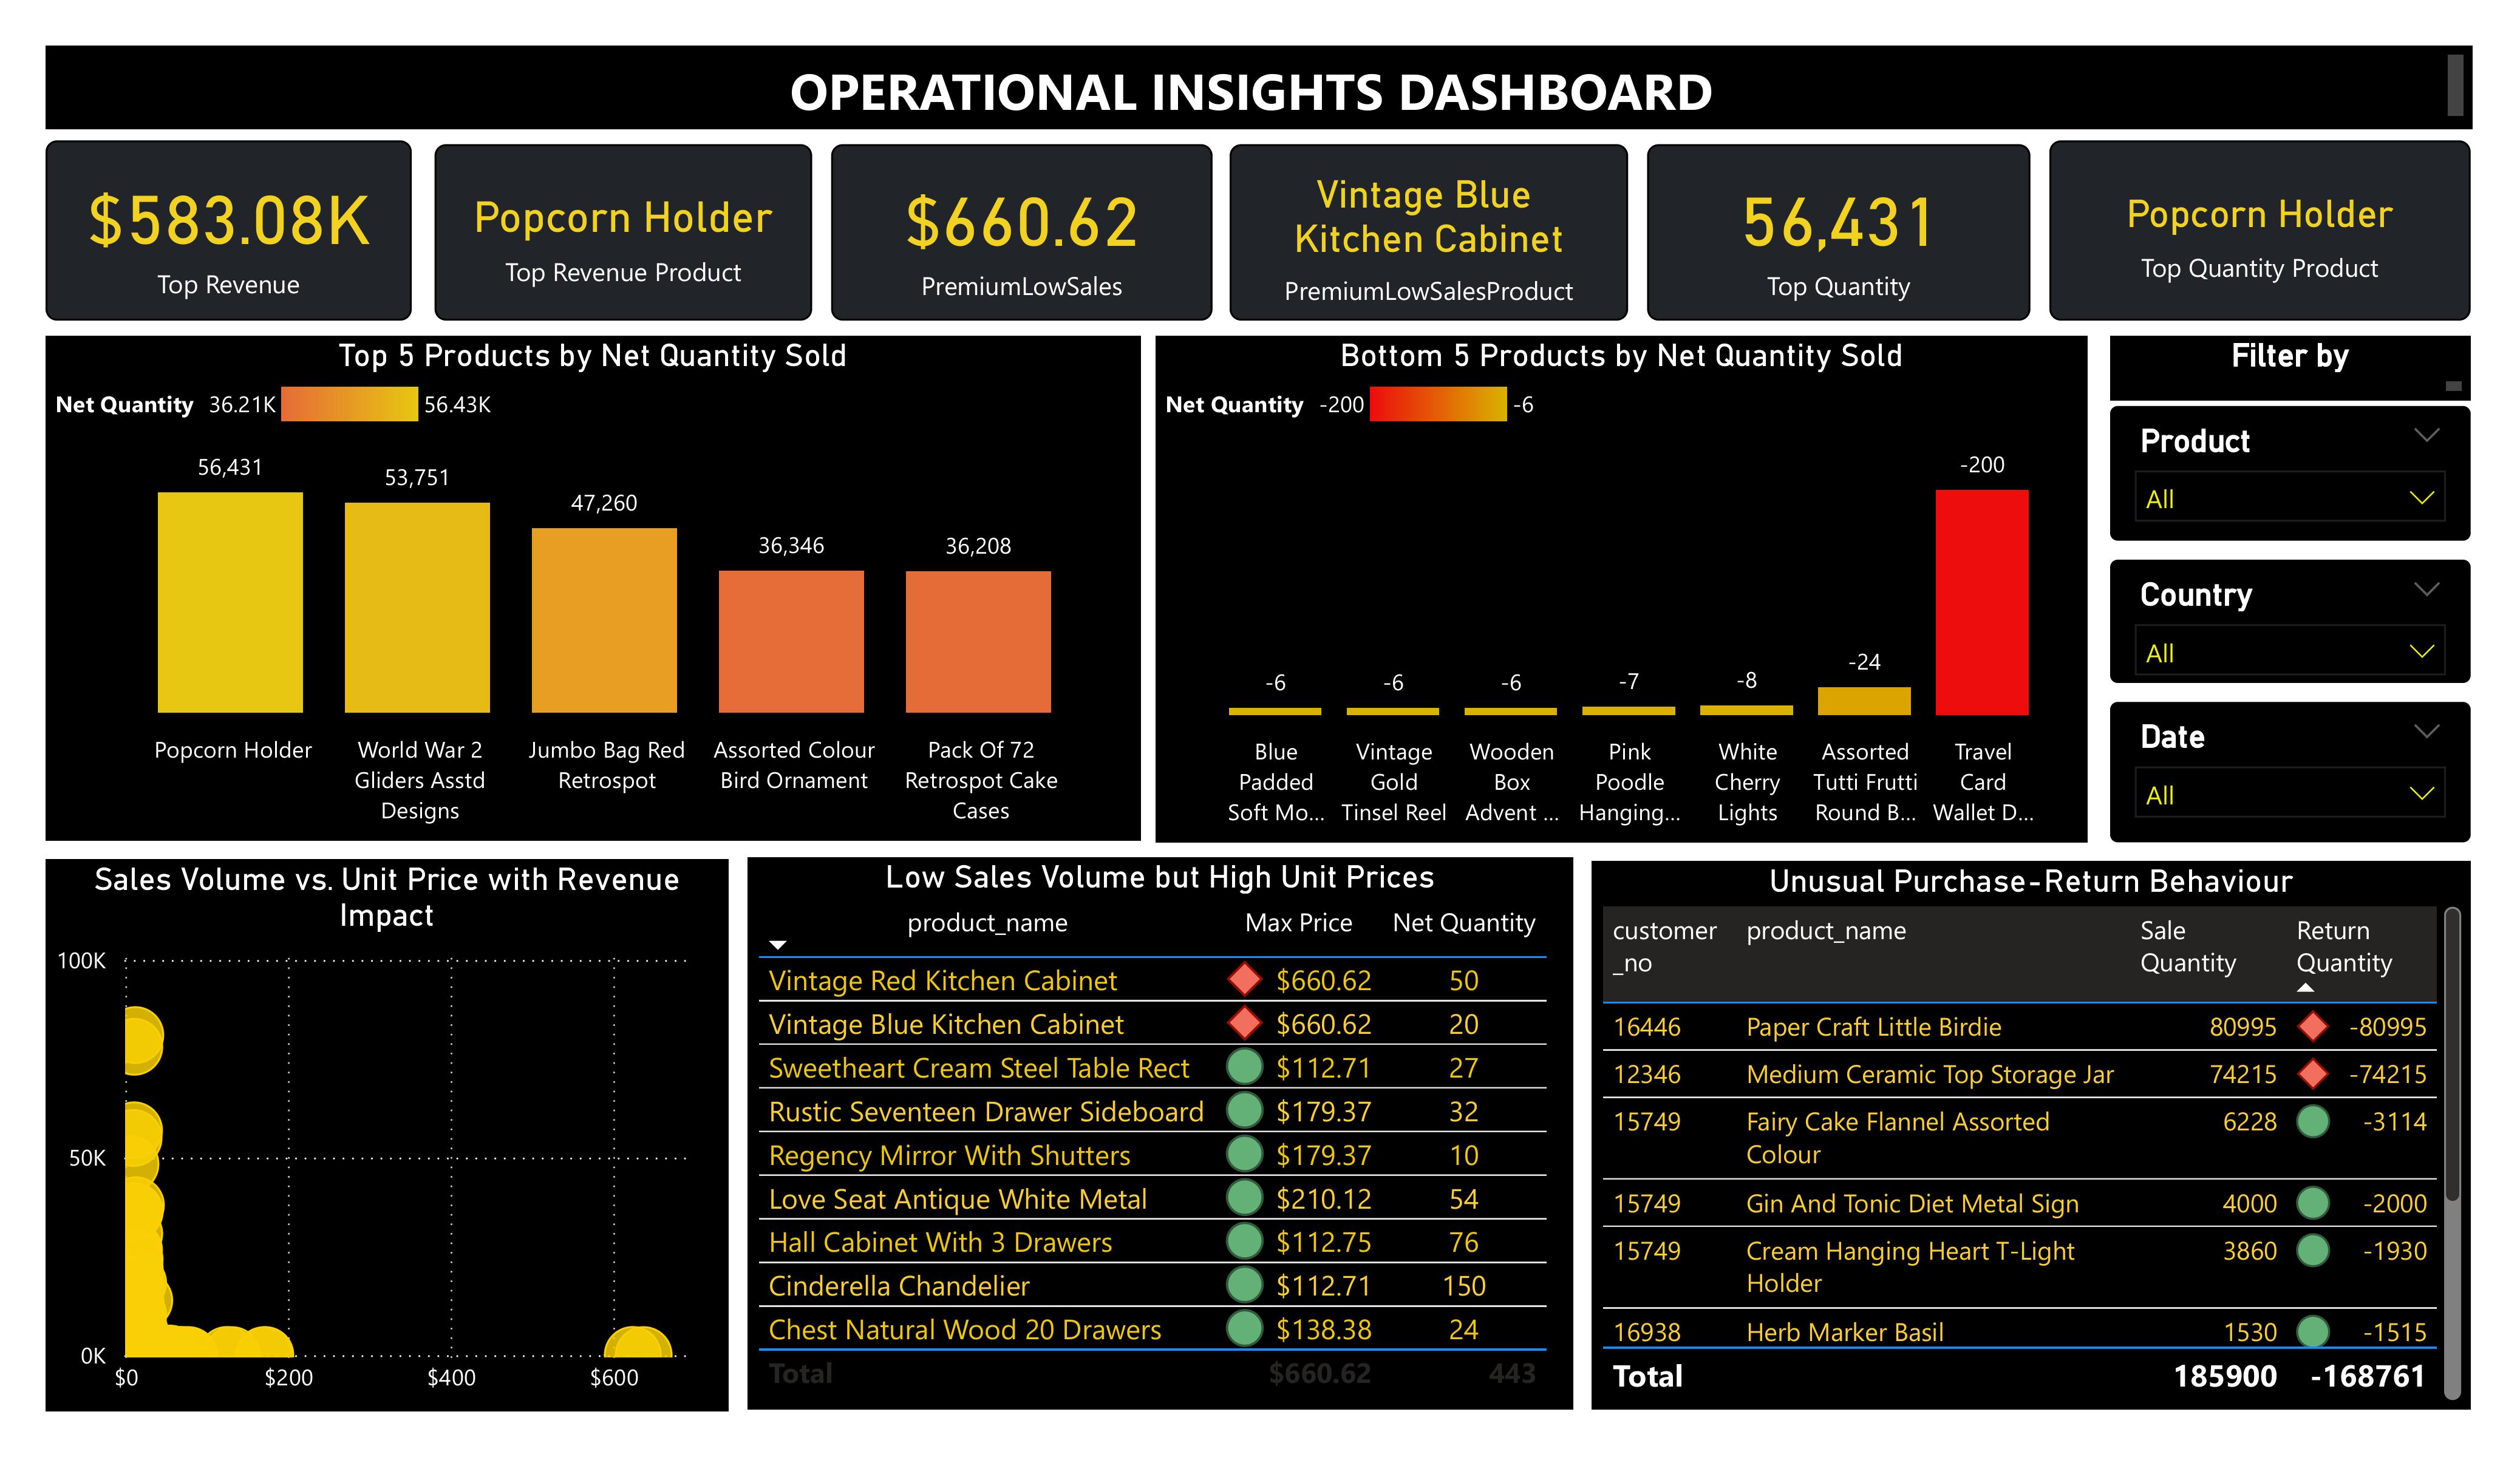 OPERATIONAL INSIGHTS DASHBOARD
$583.08K
Top Revenue
Popcorn Holder
Top Revenue Product
$660.62
PremiumLowSales
Vintage Blue
Kitchen Cabinet
PremiumLowSalesProduct
56,431
Top Quantity
Popcorn Holder
Top Quantity Product
Top 5 Products by Net Quantity Sold
Net Quantity 36.21K 56.43K
56,431
53,751
47,260
36,346
36,208
Popcorn Holder
World War 2
Gliders Asstd
Designs
Jumbo Bag Red
Retrospot
Assorted Colour
Bird Ornament
Pack Of 72
Retrospot Cake
Cases
Bottom 5 Products by Net Quantity Sold
Net Quantity -200 -6
-6
-6
-6
-7
-8
-24
-200
Blue
Padded
Soft Mo...
Vintage
Gold
Tinsel Reel
Wooden
Box
Advent ...
Pink
Poodle
Hanging...
White
Cherry
Lights
Assorted
Tutti Frutti
Round B...
Travel
Card
Wallet D...
Filter by
Product
All
Country
All
Date
All
Sales Volume vs. Unit Price with Revenue
Impact
100K
50K
0K
$0 $200 $400 $600
Low Sales Volume but High Unit Prices
product_name Max Price Net Quantity
Vintage Red Kitchen Cabinet $660.62 50
Vintage Blue Kitchen Cabinet $660.62 20
Sweetheart Cream Steel Table Rect $112.71 27
Rustic Seventeen Drawer Sideboard $179.37 32
Regency Mirror With Shutters $179.37 10
Love Seat Antique White Metal $210.12 54
Hall Cabinet With 3 Drawers $112.75 76
Cinderella Chandelier $112.71 150
Chest Natural Wood 20 Drawers $138.38 24
Total $660.62 443
Unusual Purchase-Return Behaviour
customer product_name Sale Return
_no Quantity Quantity
16446 Paper Craft Little Birdie 80995 -80995
12346 Medium Ceramic Top Storage Jar 74215 -74215
15749 Fairy Cake Flannel Assorted 6228 -3114
Colour
15749 Gin And Tonic Diet Metal Sign 4000 -2000
15749 Cream Hanging Heart T-Light 3860 -1930
Holder
16938 Herb Marker Basil 1530 -1515
Total 185900 -168761